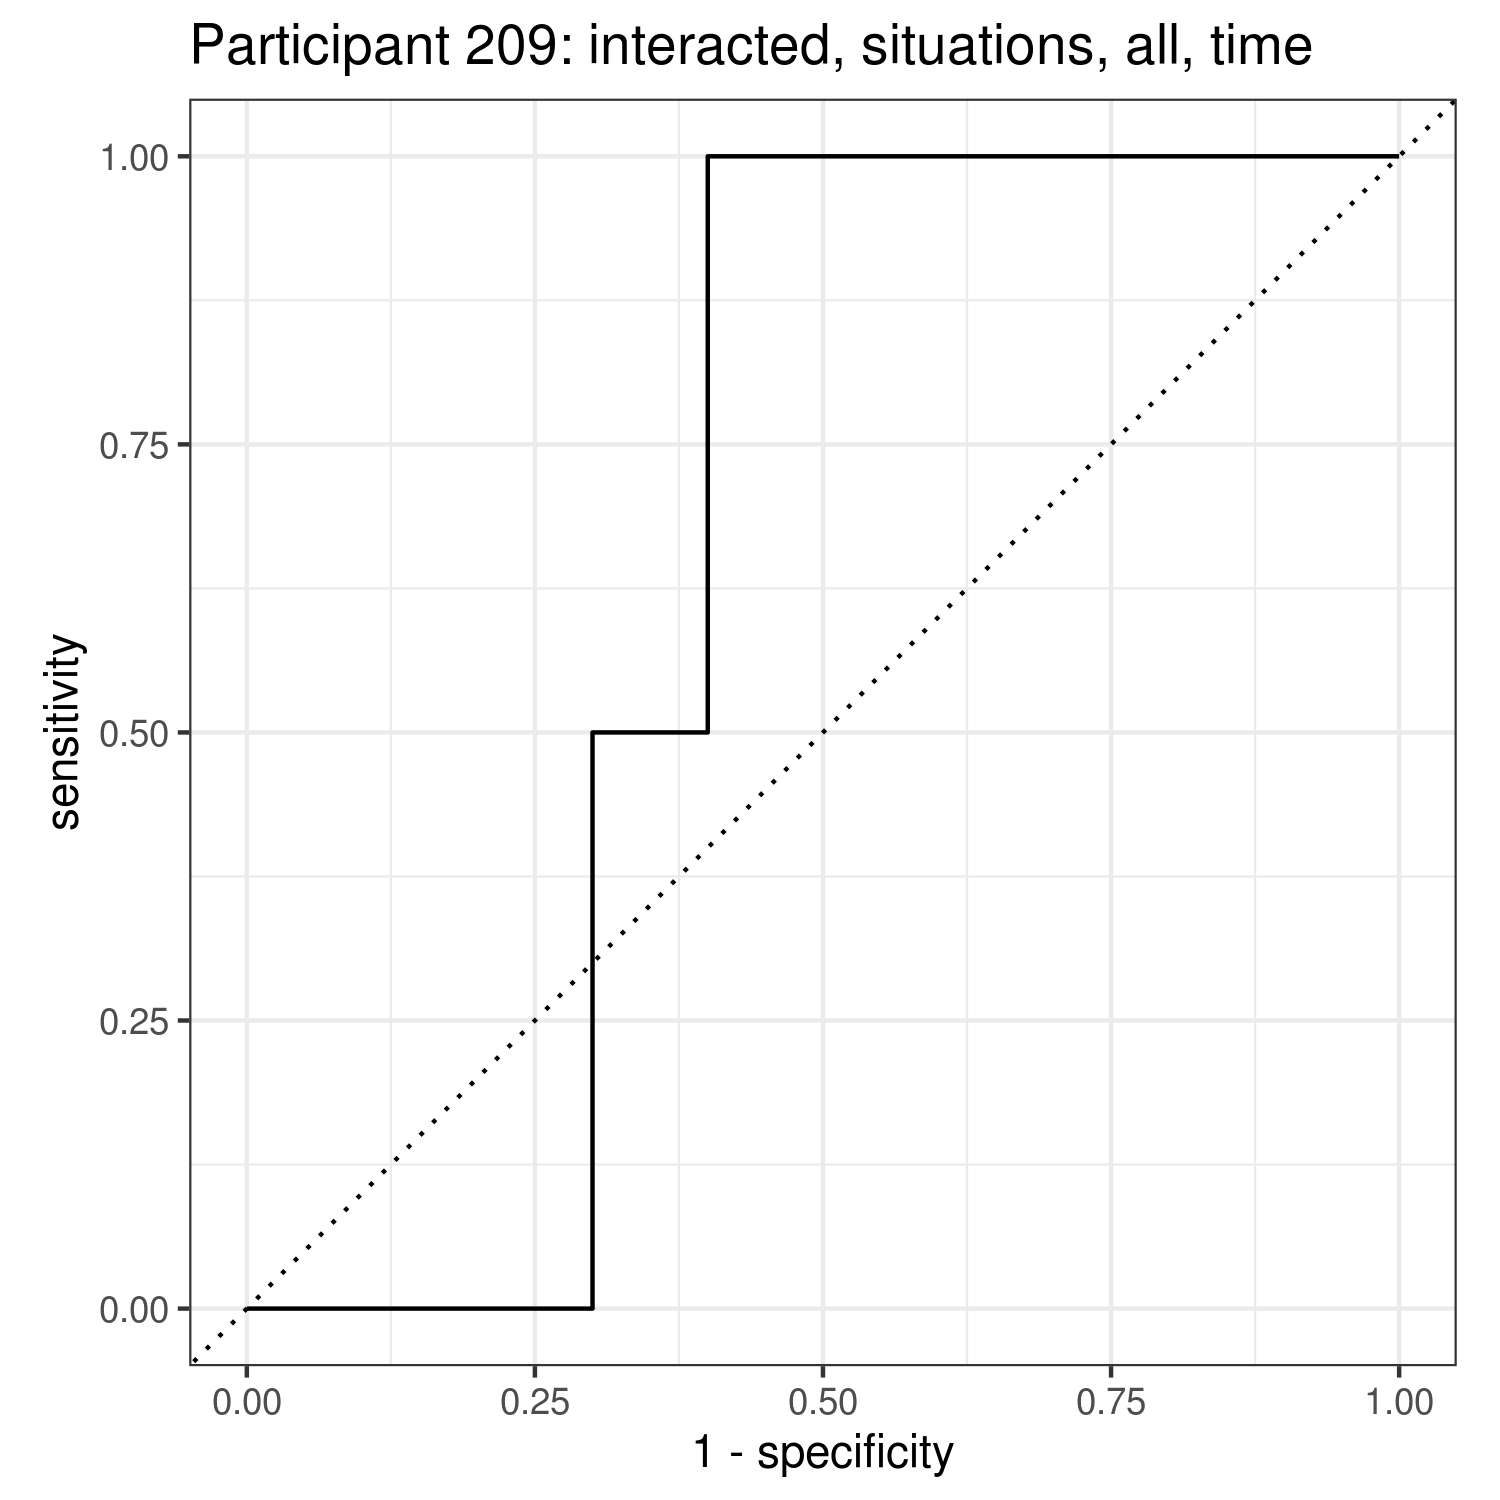 Participant 209: interacted, situations, all, time
1.00
0.75
0.50
0.25
0.00
sensitivity
0.00 0.25 0.50 0.75 1.00
1 - specificity